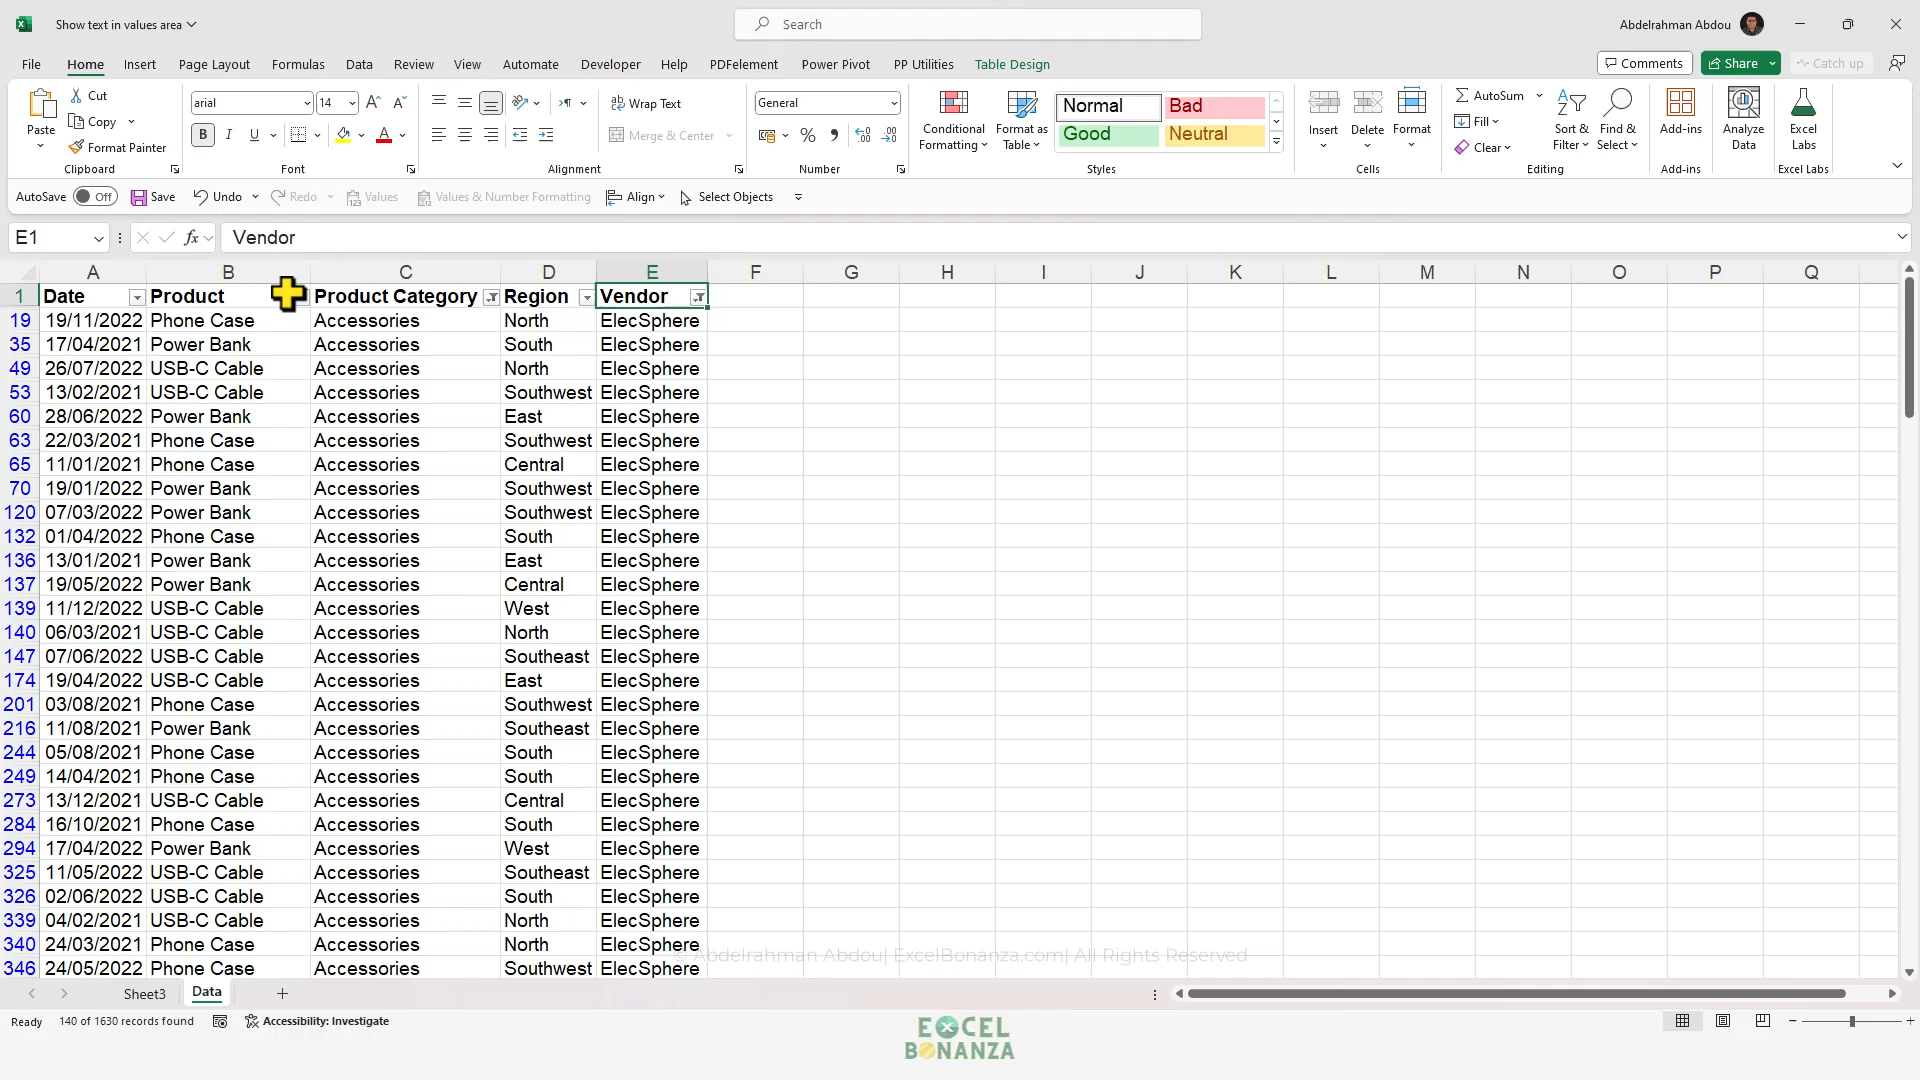 Show text in values area
Search
Abdelrahman Abdou
File Home Insert Page Layout Formulas Data Review View Automate Developer Help PDFelement Power Pivot PP Utilities Table Design
Comments Share Catch up
Paste
Cut
Copy
Format Painter
Clipboard
arial 14
B I U
Font
Wrap Text
Merge & Center
Alignment
General
Number
Conditional Formatting
Format as Table
Normal Bad
Good Neutral
Styles
Insert Delete Format
Cells
AutoSum
Fill
Clear
Sort & Filter
Find & Select
Editing
Add-ins
Add-ins
Analyze Data
Excel Labs
Excel Labs
AutoSave Off Save Undo Redo Values Values & Number Formatting Align Select Objects
E1 fx Vendor
A B C D E F G H I J K L M N O P Q
1 Date Product Product Category Region Vendor
19 19/11/2022 Phone Case Accessories North ElecSphere
35 17/04/2021 Power Bank Accessories South ElecSphere
49 26/07/2022 USB-C Cable Accessories North ElecSphere
53 13/02/2021 USB-C Cable Accessories Southwest ElecSphere
60 28/06/2022 Power Bank Accessories East ElecSphere
63 22/03/2021 Phone Case Accessories Southwest ElecSphere
65 11/01/2021 Phone Case Accessories Central ElecSphere
70 19/01/2022 Power Bank Accessories Southwest ElecSphere
120 07/03/2022 Power Bank Accessories Southwest ElecSphere
132 01/04/2022 Phone Case Accessories South ElecSphere
136 13/01/2021 Power Bank Accessories East ElecSphere
137 19/05/2022 Power Bank Accessories Central ElecSphere
139 11/12/2022 USB-C Cable Accessories West ElecSphere
140 06/03/2021 USB-C Cable Accessories North ElecSphere
147 07/06/2022 USB-C Cable Accessories Southeast ElecSphere
174 19/04/2022 USB-C Cable Accessories East ElecSphere
201 03/08/2021 Phone Case Accessories Southwest ElecSphere
216 11/08/2021 Power Bank Accessories Southeast ElecSphere
244 05/08/2021 Phone Case Accessories South ElecSphere
249 14/04/2021 Phone Case Accessories South ElecSphere
273 13/12/2021 USB-C Cable Accessories Central ElecSphere
284 16/10/2021 Phone Case Accessories South ElecSphere
294 17/04/2022 Power Bank Accessories West ElecSphere
325 11/05/2022 USB-C Cable Accessories Southeast ElecSphere
326 02/06/2022 USB-C Cable Accessories South ElecSphere
339 04/02/2021 USB-C Cable Accessories North ElecSphere
340 24/03/2021 Phone Case Accessories North ElecSphere
© Abdelrahman Abdou| ExcelBonanza.com| All Rights Reserved
346 24/05/2022 Phone Case Accessories Southwest ElecSphere
Sheet3 Data
Ready 140 of 1630 records found Accessibility: Investigate
EXCEL
BONANZA